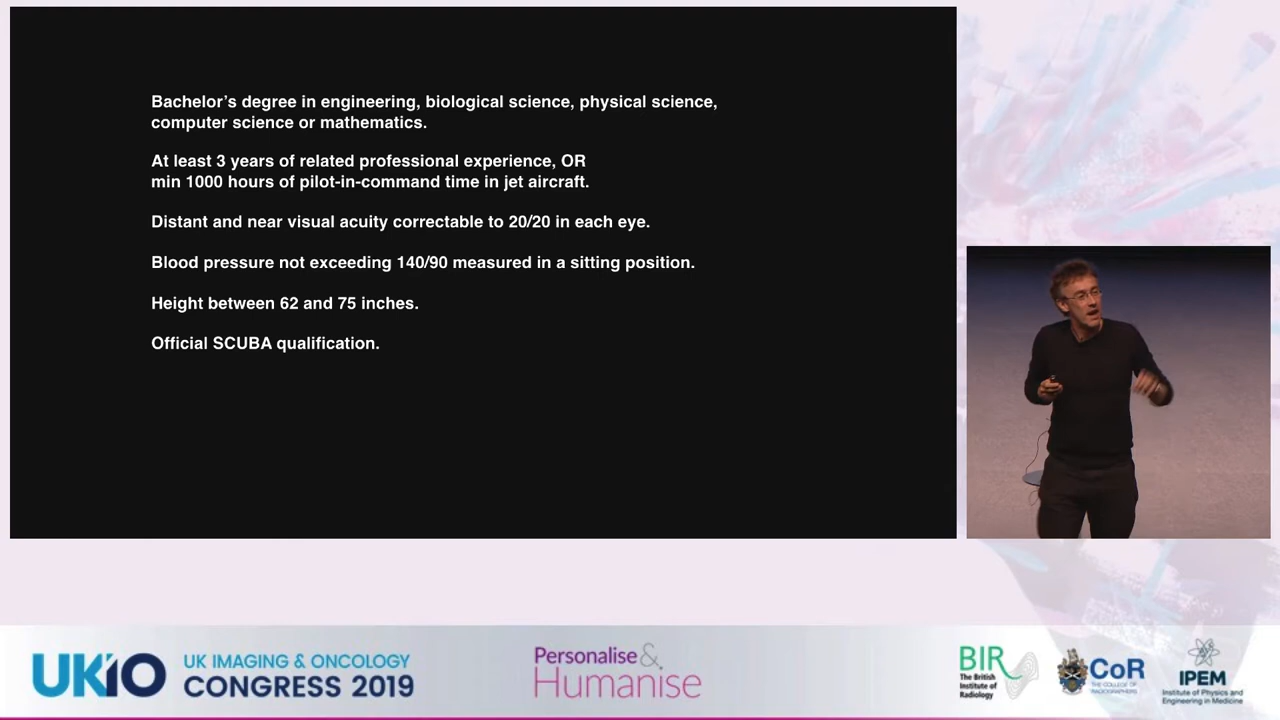 Bachelor’s degree in engineering, biological science, physical science,
computer science or mathematics.
At least 3 years of related professional experience, OR
min 1000 hours of pilot-in-command time in jet aircraft.
Distant and near visual acuity correctable to 20/20 in each eye.
Blood pressure not exceeding 140/90 measured in a sitting position.
Height between 62 and 75 inches.
Official SCUBA qualification.
UKIO
UK IMAGING & ONCOLOGY
CONGRESS 2019
Personalise &
Humanise
BIR
The British
Institute of
Radiology
CoR
THE COLLEGE OF
RADIOGRAPHERS
IPEM
Institute of Physics and
Engineering in Medicine